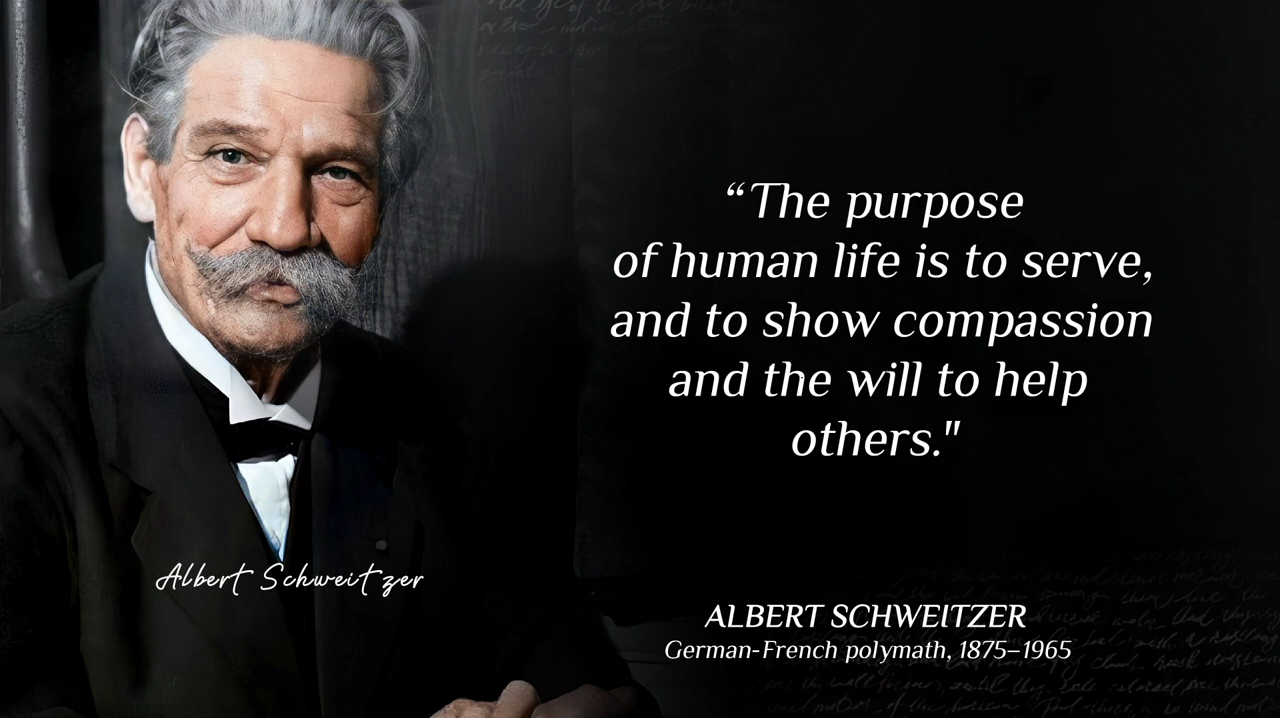 “The purpose
of human life is to serve,
and to show compassion
and the will to help
others."
Albert Schweitzer
ALBERT SCHWEITZER
German-French polymath, 1875–1965